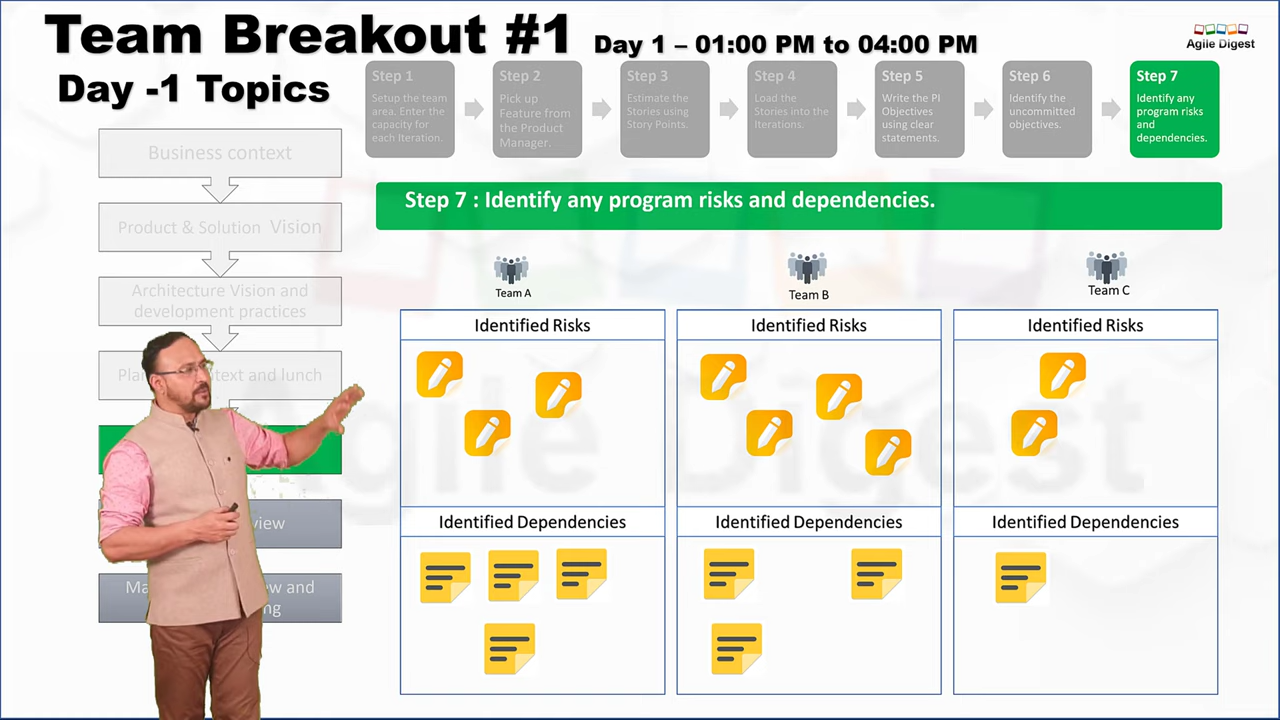 Team Breakout #1
Day 1 – 01:00 PM to 04:00 PM
Agile Digest
Day -1 Topics
Step 1
Setup the team
area. Enter the
capacity for
each Iteration.
Step 2
Pick up
Feature from
the Product
Manager.
Step 3
Estimate the
Stories using
Story Points.
Step 4
Load the
Stories into the
Iterations.
Step 5
Write the PI
Objectives
using clear
statements.
Step 6
Identify the
uncommitted
objectives.
Step 7
Identify any
program risks
and
dependencies.
Business context
Product & Solution Vision
Architecture Vision and
development practices
and lunch
Step 7 : Identify any program risks and dependencies.
Team A
Identified Risks
Identified Dependencies
Team B
Identified Risks
Identified Dependencies
Team C
Identified Risks
Identified Dependencies
and
Agile Digest